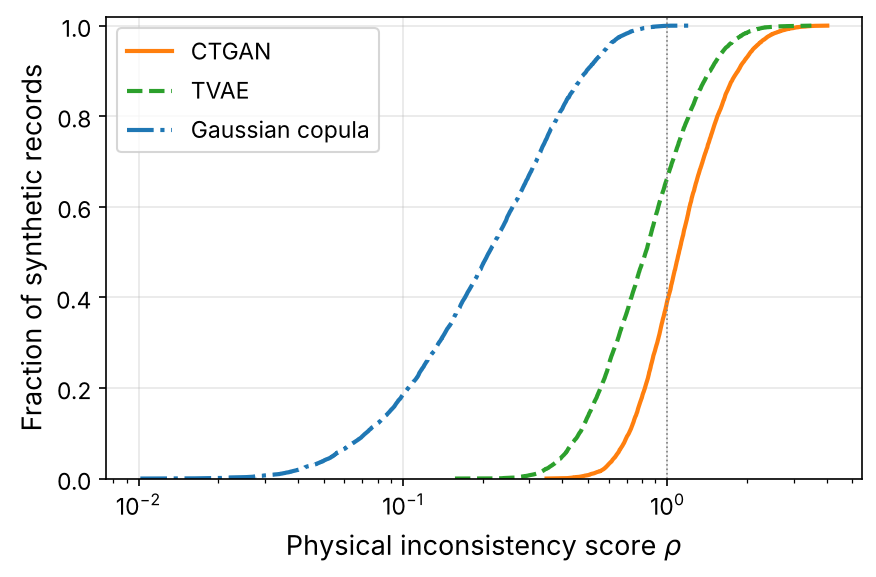 CTGAN
TVAE
Gaussian copula
Fraction of synthetic records
1.0
0.8
0.6
0.4
0.2
0.0
10⁻²
10⁻¹
10⁰
Physical inconsistency score ρ